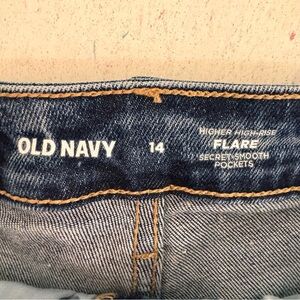 OLD NAVY
14
HIGHER HIGH-RISE
FLARE
SECRET-SMOOTH
POCKETS